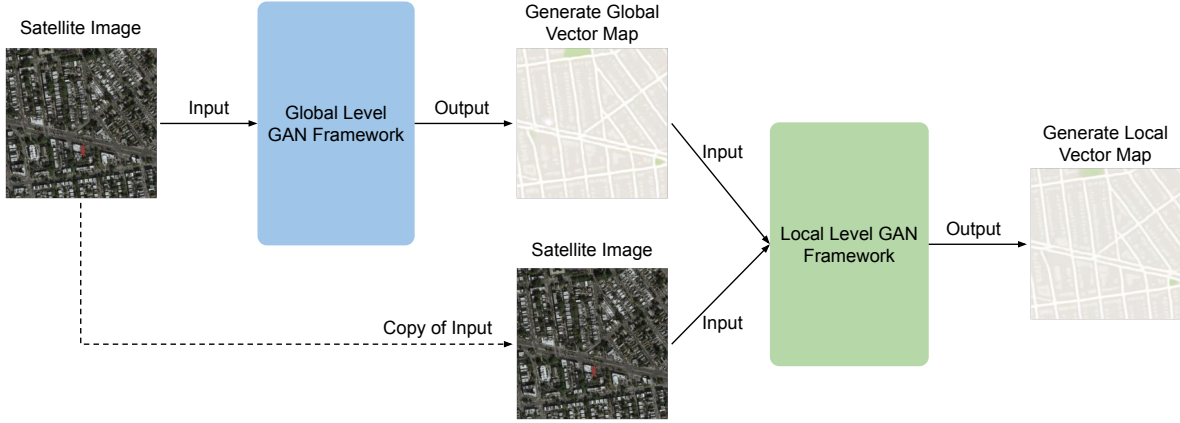 Satellite Image
Input
Global Level
GAN Framework
Output
Generate Global
Vector Map
Input
Copy of Input
Satellite Image
Input
Local Level GAN
Framework
Output
Generate Local
Vector Map